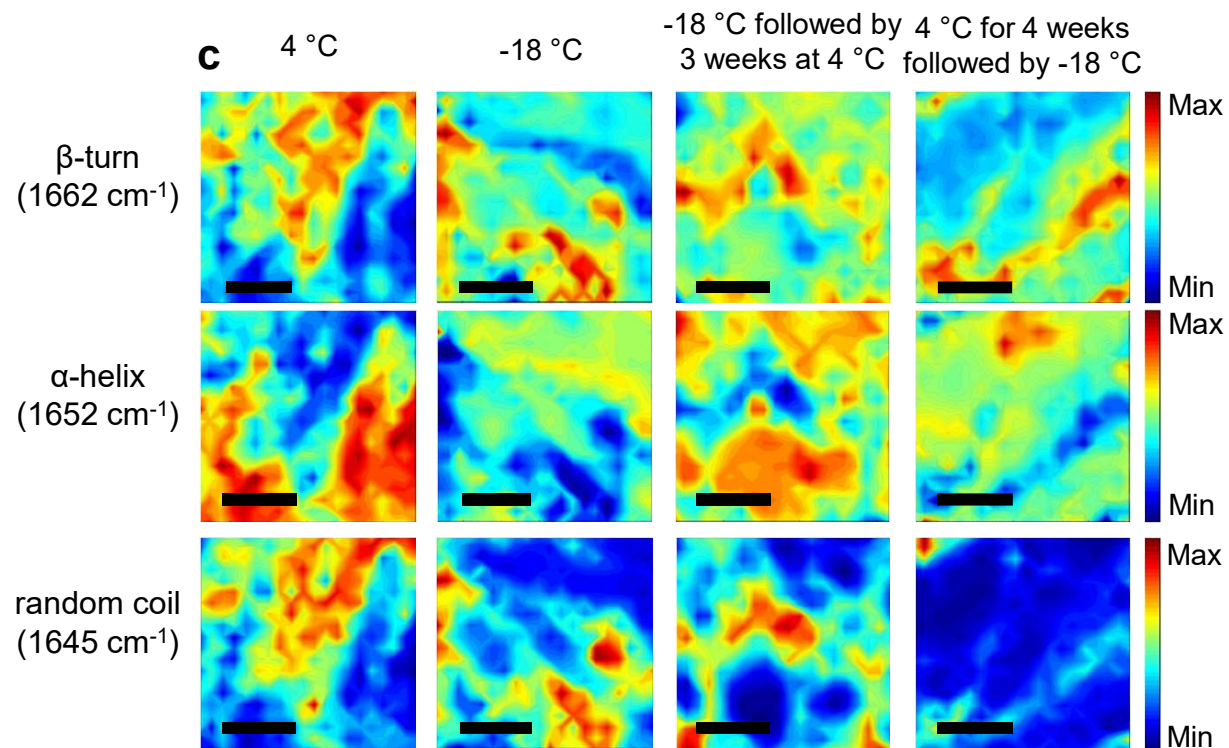 c
4 °C
-18 °C
-18 °C followed by
3 weeks at 4 °C
4 °C for 4 weeks
followed by -18 °C
β-turn
(1662 cm⁻¹)
Max
Min
α-helix
(1652 cm⁻¹)
Max
Min
random coil
(1645 cm⁻¹)
Max
Min